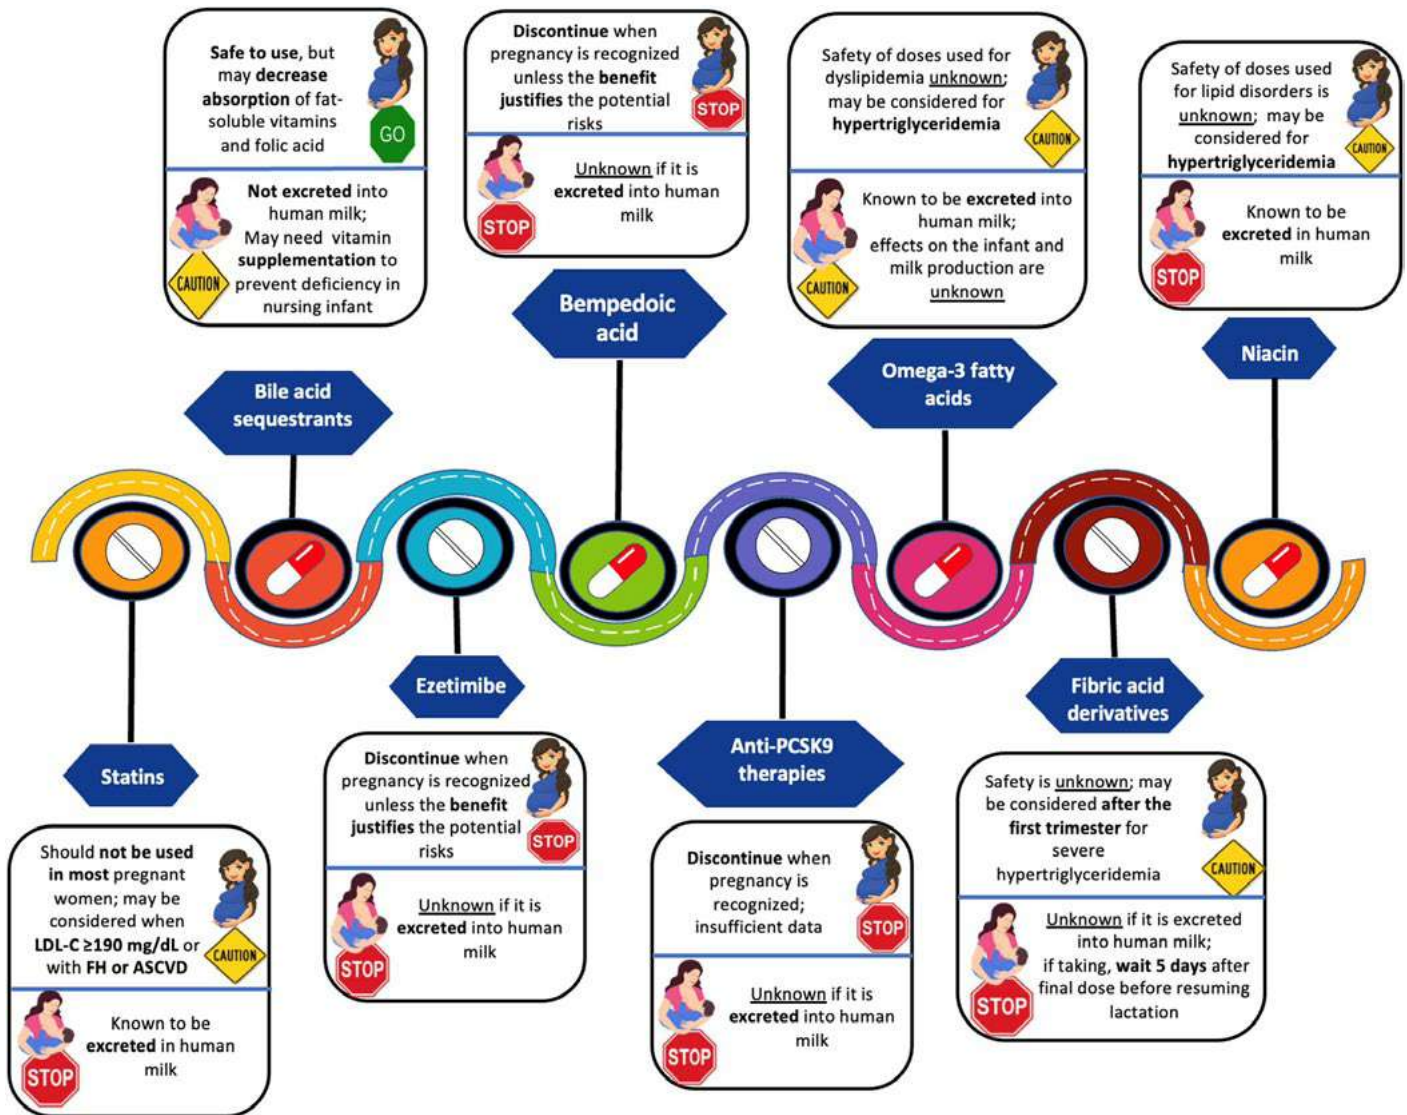 Safe to use, but
may decrease
absorption of fat-
soluble vitamins
and folic acid
GO
Not excreted into
human milk;
May need vitamin
supplementation to
prevent deficiency in
nursing infant
CAUTION
Bile acid
sequestrants
Discontinue when
pregnancy is recognized
unless the benefit
justifies the potential
risks
STOP
Unknown if it is
excreted into human
milk
STOP
Bempedoic
acid
Safety of doses used for
dyslipidemia unknown;
may be considered for
hypertriglyceridemia
CAUTION
Known to be excreted into
human milk;
effects on the infant and
milk production are
unknown
CAUTION
Omega-3 fatty
acids
Safety of doses used
for lipid disorders is
unknown; may be
considered for
hypertriglyceridemia
CAUTION
Known to be
excreted in human
milk
STOP
Niacin
Statins
Should not be used
in most pregnant
women; may be
considered when
LDL-C ≥190 mg/dL or
with FH or ASCVD
CAUTION
Known to be
excreted in human
milk
STOP
Ezetimibe
Discontinue when
pregnancy is recognized
unless the benefit
justifies the potential
risks
STOP
Unknown if it is
excreted into human
milk
STOP
Anti-PCSK9
therapies
Discontinue when
pregnancy is
recognized;
insufficient data
STOP
Unknown if it is
excreted into human
milk
STOP
Fibric acid
derivatives
Safety is unknown; may
be considered after the
first trimester for
severe
hypertriglyceridemia
CAUTION
Unknown if it is excreted
into human milk;
if taking, wait 5 days after
final dose before resuming
lactation
STOP